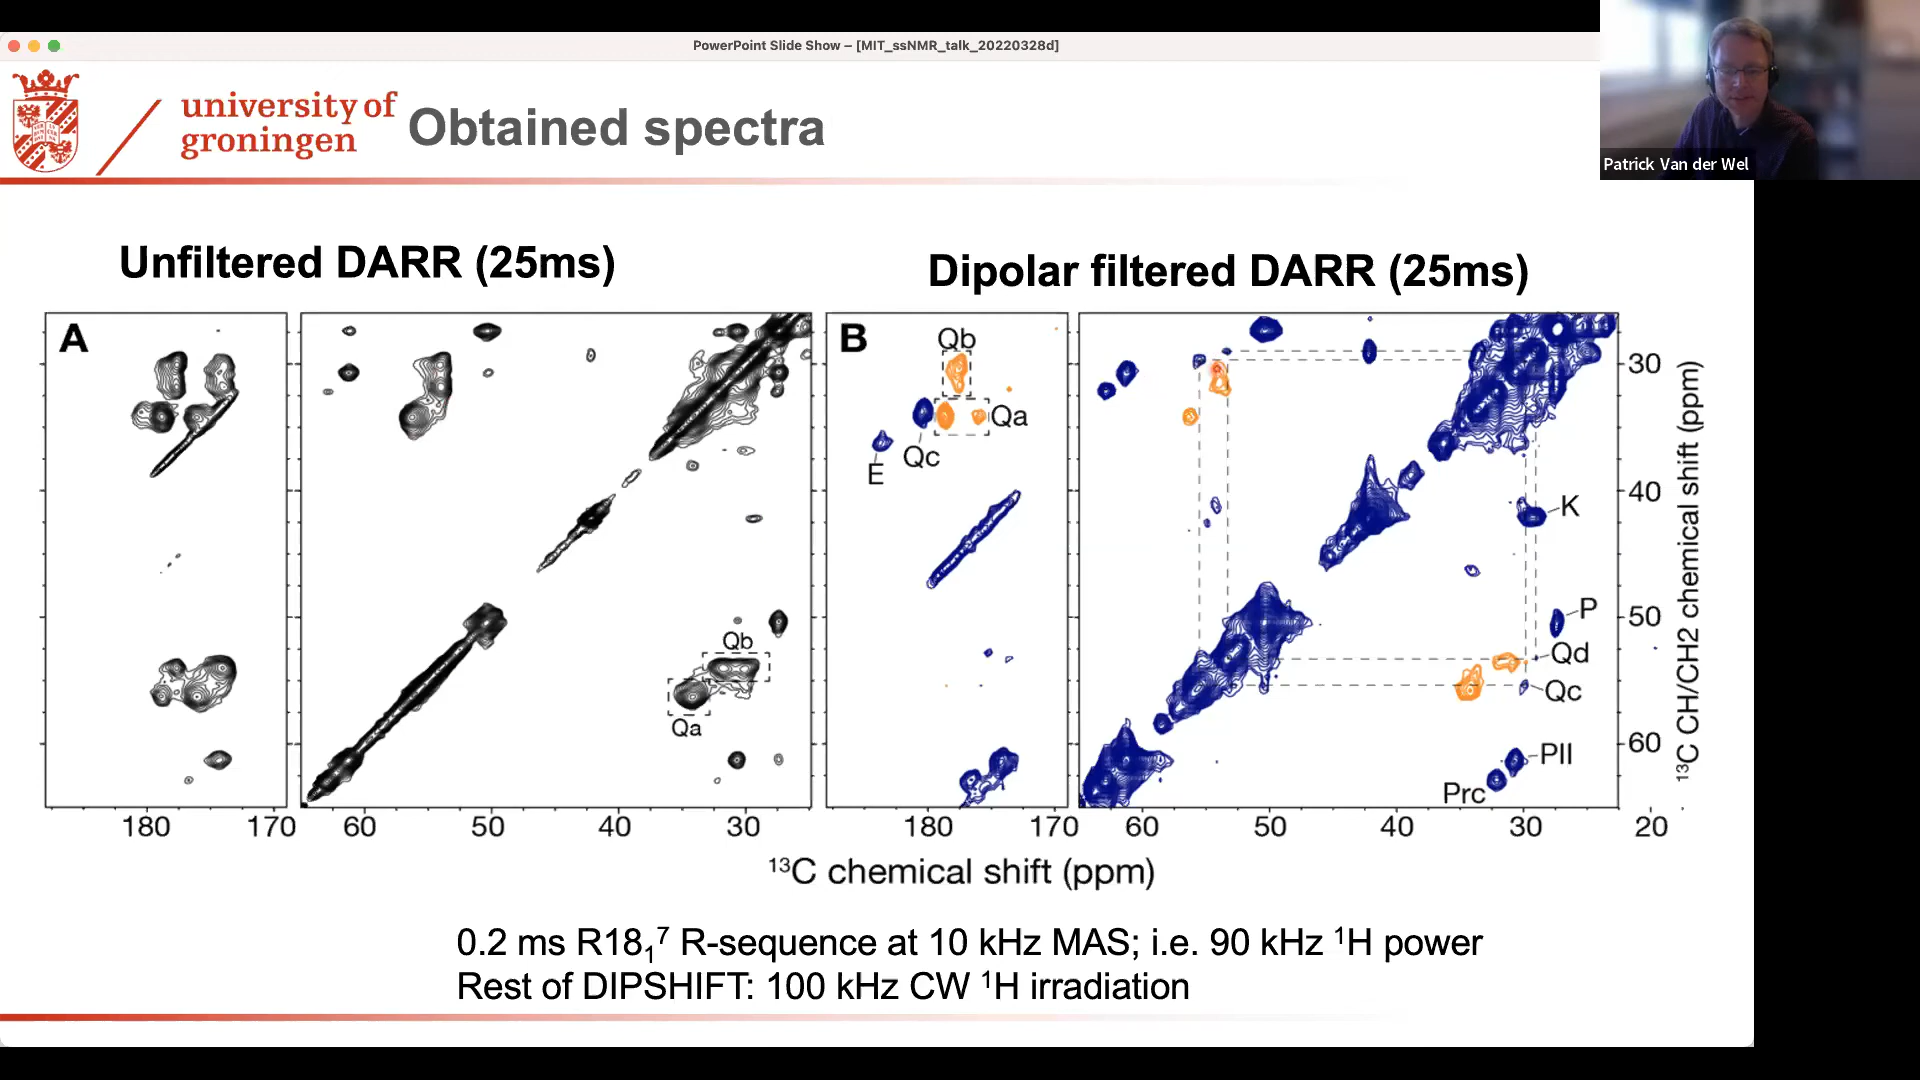 PowerPoint Slide Show – [MIT_ssNMR_talk_20220328d]
university of
groningen
Obtained spectra
Patrick Van der Wel
Unfiltered DARR (25ms)
Dipolar filtered DARR (25ms)
A
Qb
Qa
180
170
60
50
40
30
B
Qb
Qa
Qc
E
K
P
Qd
Qc
PII
Prc
180
170
60
50
40
30
20
30
40
50
60
¹³C CH/CH2 chemical shift (ppm)
¹³C chemical shift (ppm)
0.2 ms R18₁⁷ R-sequence at 10 kHz MAS; i.e. 90 kHz ¹H power
Rest of DIPSHIFT: 100 kHz CW ¹H irradiation